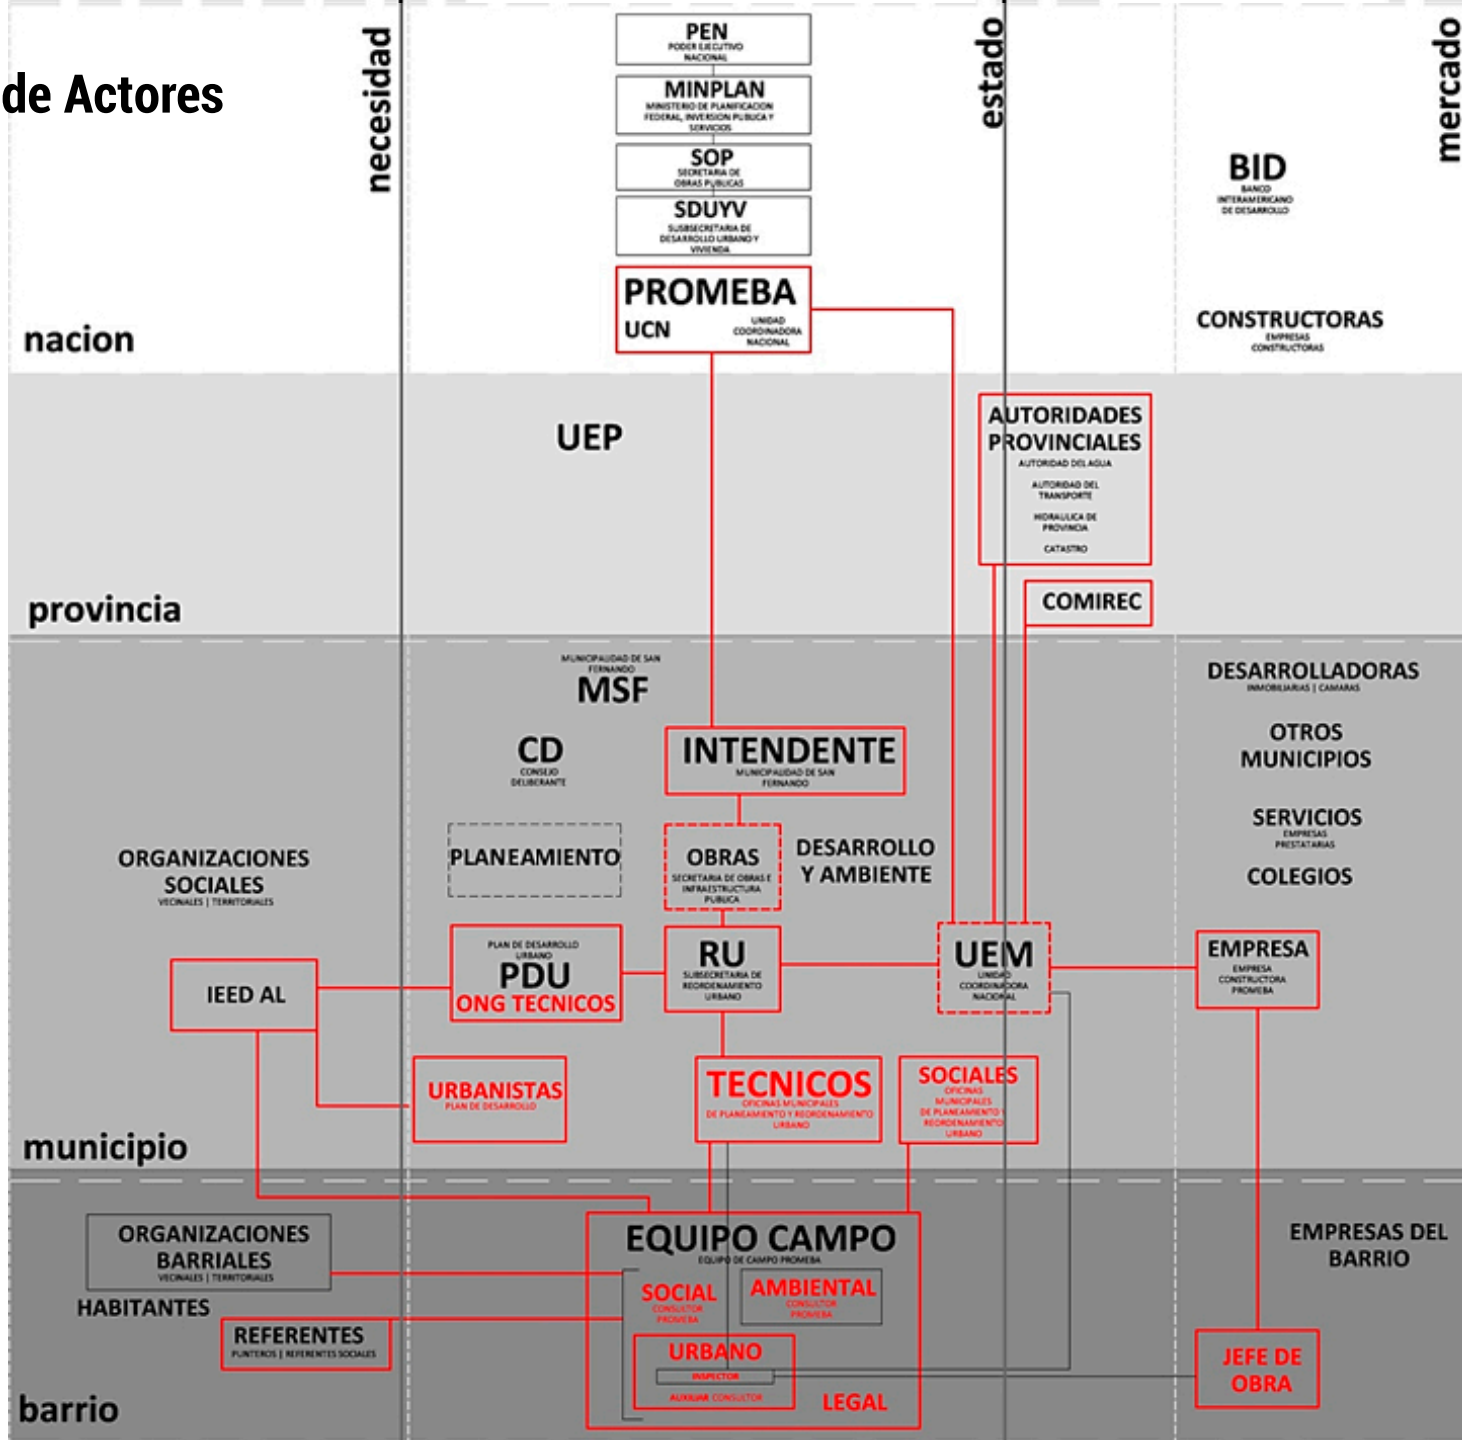 de Actores
necesidad
estado
mercado
PEN
PODER EJECUTIVO
NACIONAL
MINPLAN
MINISTERIO DE PLANIFICACION
FEDERAL, INVERSION PUBLICA Y
SERVICIOS
SOP
SECRETARIA DE
OBRAS PUBLICAS
SDUYV
SUSBSECRETARIA DE
DESARROLLO URBANO Y
VIVIENDA
PROMEBA
UCN
UNIDAD
COORDINADORA
NACIONAL
BID
BANCO
INTERAMERICANO
DE DESARROLLO
CONSTRUCTORAS
EMPRESAS
CONSTRUCTORAS
nacion
UEP
AUTORIDADES
PROVINCIALES
AUTORIDAD DEL AGUA
AUTORIDAD DEL
TRANSPORTE
HIDRAULICA DE
PROVINCIA
CATASTRO
COMIREC
provincia
MUNICIPALIDAD DE SAN
FERNANDO
MSF
CD
CONSEJO
DELIBERANTE
INTENDENTE
MUNICIPALIDAD DE SAN
FERNANDO
DESARROLLADORAS
INMOBILIARIAS | CAMARAS
OTROS
MUNICIPIOS
SERVICIOS
EMPRESAS
PRESTATARIAS
COLEGIOS
ORGANIZACIONES
SOCIALES
VECINALES | TERRITORIALES
PLANEAMIENTO
OBRAS
SECRETARIA DE OBRAS E
INFRAESTRUCTURA
PUBLICA
DESARROLLO
Y AMBIENTE
IEED AL
PLAN DE DESARROLLO
URBANO
PDU
ONG TECNICOS
RU
SUBSECRETARIA DE
REORDENAMIENTO
URBANO
UEM
UNIDAD
COORDINADORA
NACIONAL
EMPRESA
EMPRESA
CONSTRUCTORA
PROMEBA
URBANISTAS
PLAN DE DESARROLLO
TECNICOS
OFICINAS MUNICIPALES
DE PLANEAMIENTO Y REORDENAMIENTO
URBANO
SOCIALES
OFICINAS
MUNICIPALES
DE PLANEAMIENTO Y
REORDENAMIENTO
URBANO
municipio
ORGANIZACIONES
BARRIALES
VECINALES | TERRITORIALES
HABITANTES
REFERENTES
PUNTEROS | REFERENTES SOCIALES
EQUIPO CAMPO
EQUIPO DE CAMPO PROMEBA
SOCIAL
CONSULTOR
PROMEBA
AMBIENTAL
CONSULTOR
PROMEBA
URBANO
INSPECTOR
AUXILIAR CONSULTOR
LEGAL
EMPRESAS DEL
BARRIO
JEFE DE
OBRA
barrio